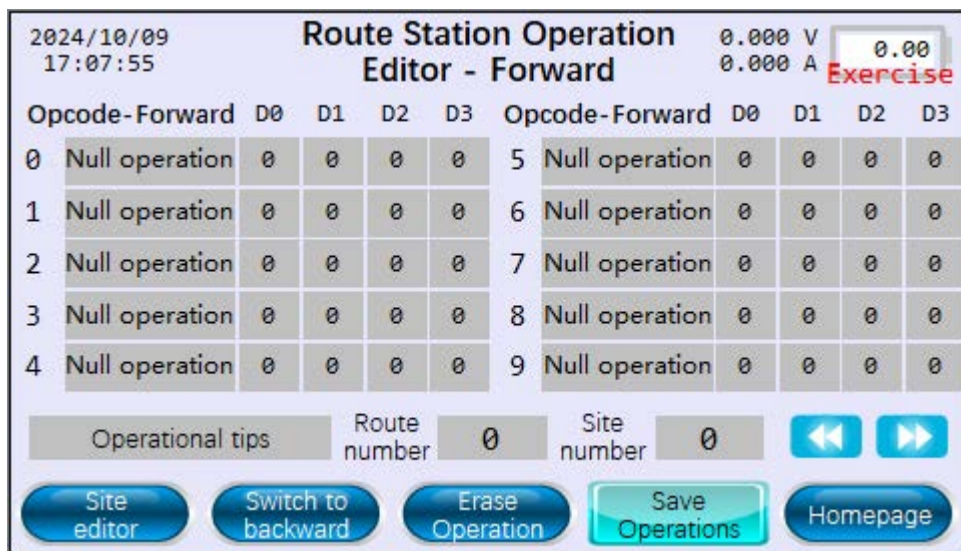 2024/10/09
17:07:55
Route Station Operation
Editor - Forward
0.000 V
0.000 A
0.00
Exercise
Opcode-Forward D0 D1 D2 D3 Opcode-Forward D0 D1 D2 D3
0 Null operation 0 0 0 0 5 Null operation 0 0 0 0
1 Null operation 0 0 0 0 6 Null operation 0 0 0 0
2 Null operation 0 0 0 0 7 Null operation 0 0 0 0
3 Null operation 0 0 0 0 8 Null operation 0 0 0 0
4 Null operation 0 0 0 0 9 Null operation 0 0 0 0
Operational tips
Route
number
0
Site
number
0
Site
editor
Switch to
backward
Erase
Operation
Save
Operations
Homepage